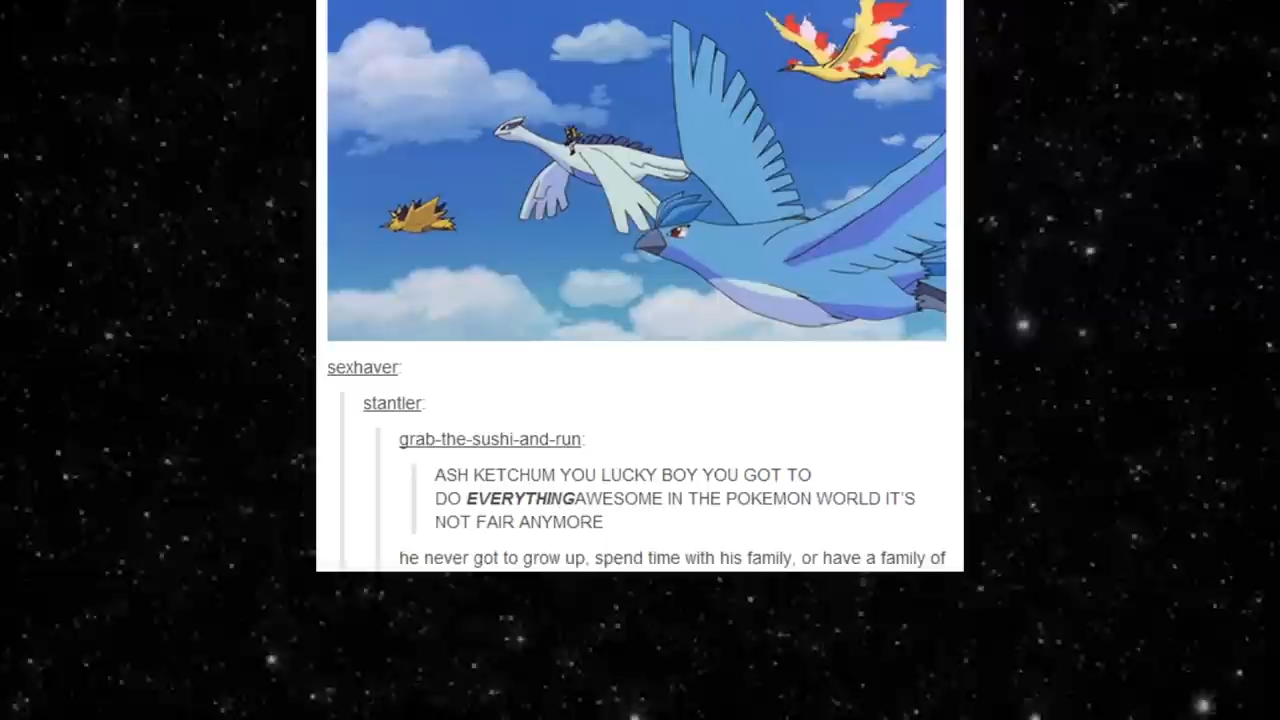 sexhaver:
stantler:
grab-the-sushi-and-run:
ASH KETCHUM YOU LUCKY BOY YOU GOT TO
DO EVERYTHINGAWESOME IN THE POKEMON WORLD IT'S
NOT FAIR ANYMORE
he never got to grow up, spend time with his family, or have a family of